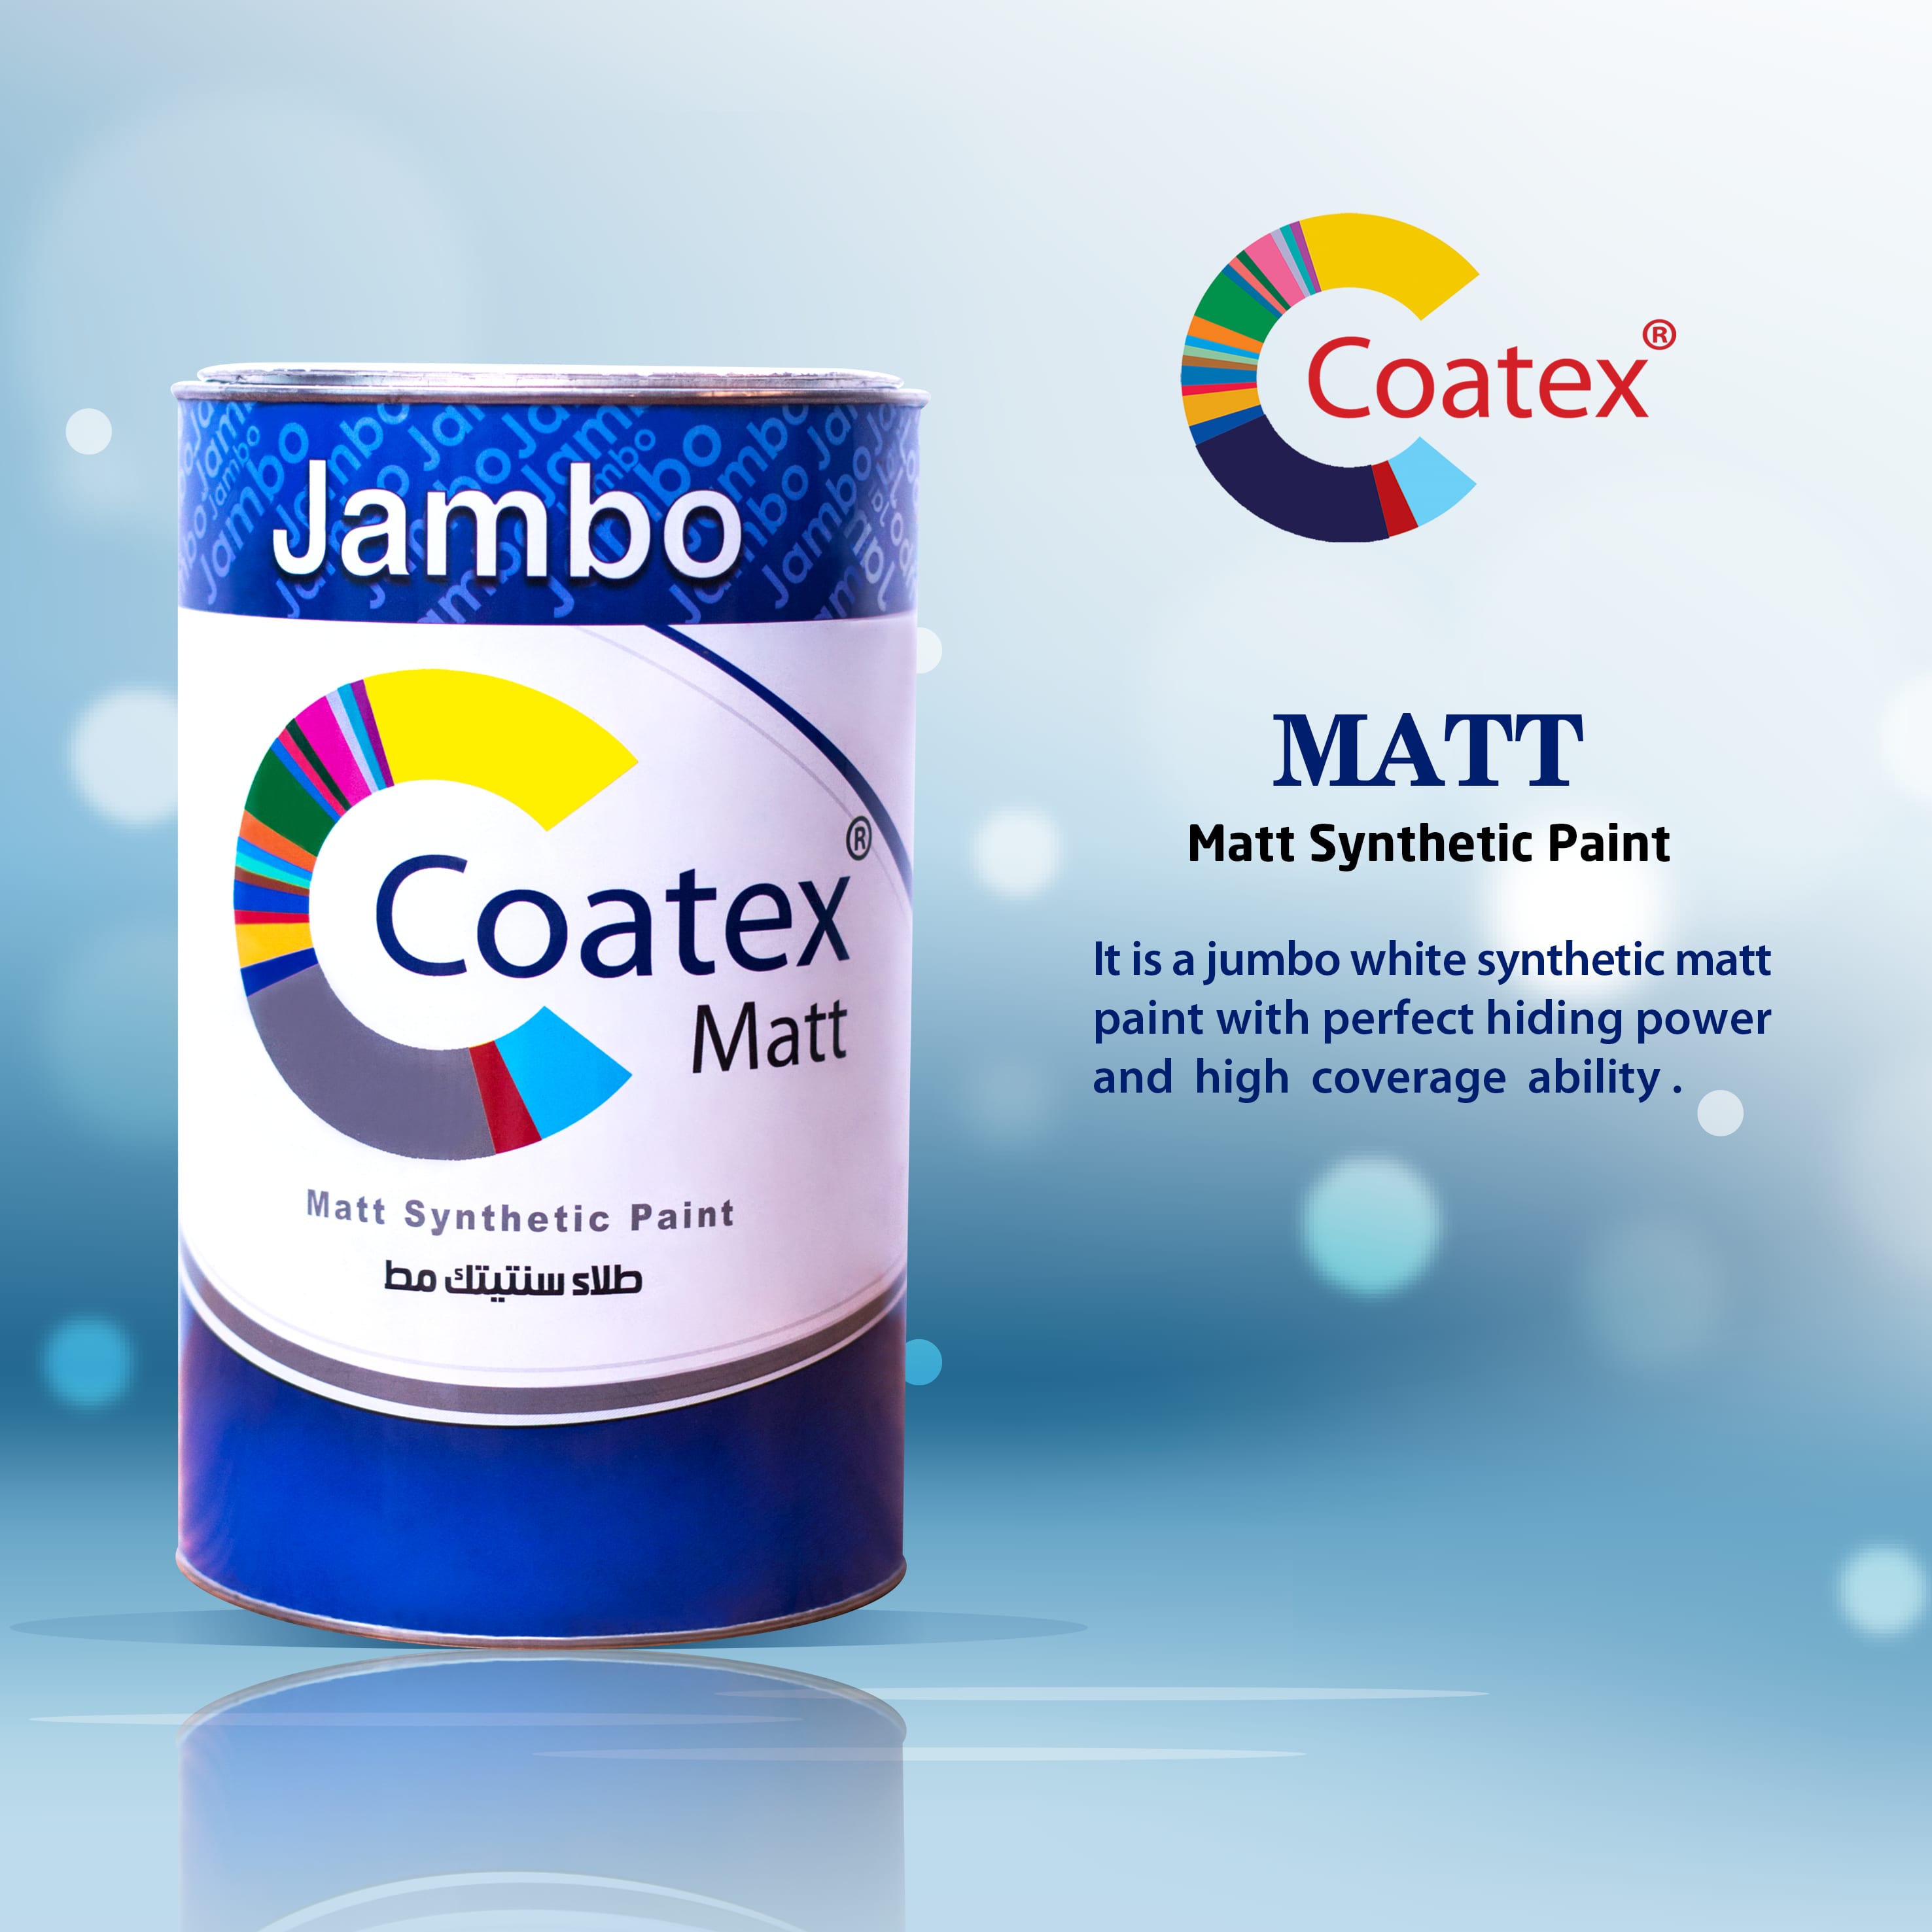 Jambo
Coatex®
Matt
Matt Synthetic Paint
طلاء سنتيتك مط
Coatex®
MATT
Matt Synthetic Paint
It is a jumbo white synthetic matt
paint with perfect hiding power
and high coverage ability .